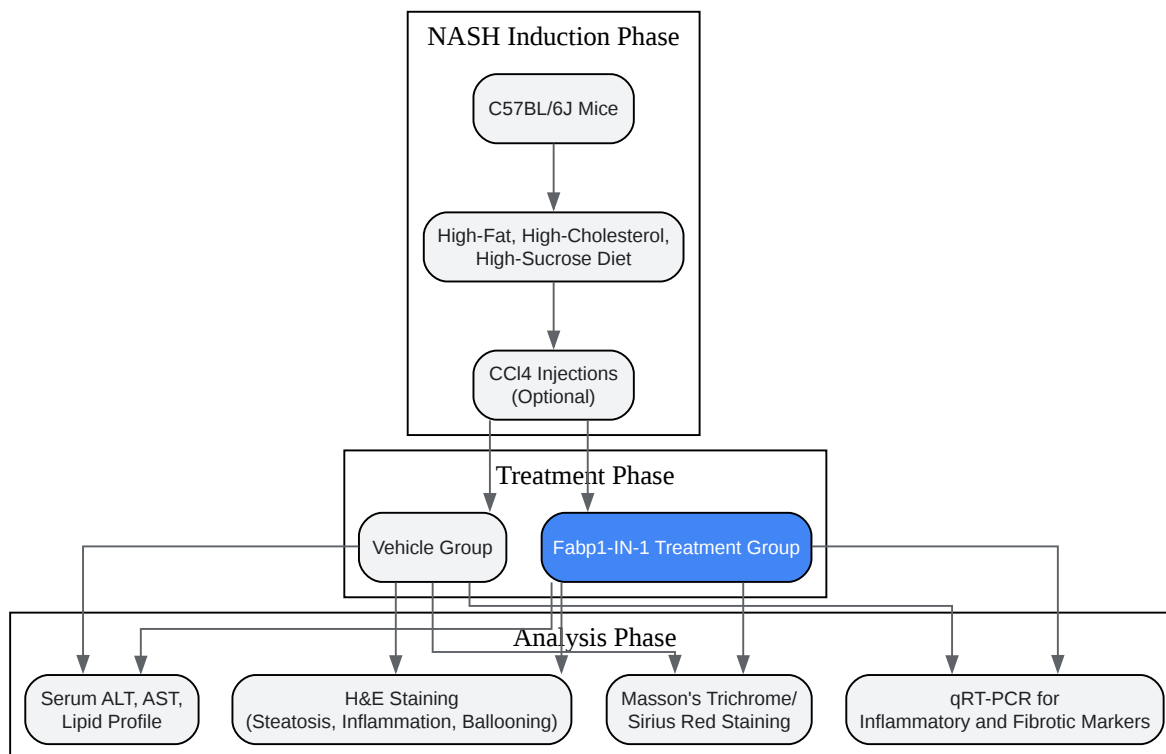 NASH Induction Phase
C57BL/6J Mice
High-Fat, High-Cholesterol,
High-Sucrose Diet
CCl4 Injections
(Optional)
Treatment Phase
Vehicle Group
Fabp1-IN-1 Treatment Group
Analysis Phase
Serum ALT, AST,
Lipid Profile
H&E Staining
(Steatosis, Inflammation, Ballooning)
Masson's Trichrome/
Sirius Red Staining
qRT-PCR for
Inflammatory and Fibrotic Markers